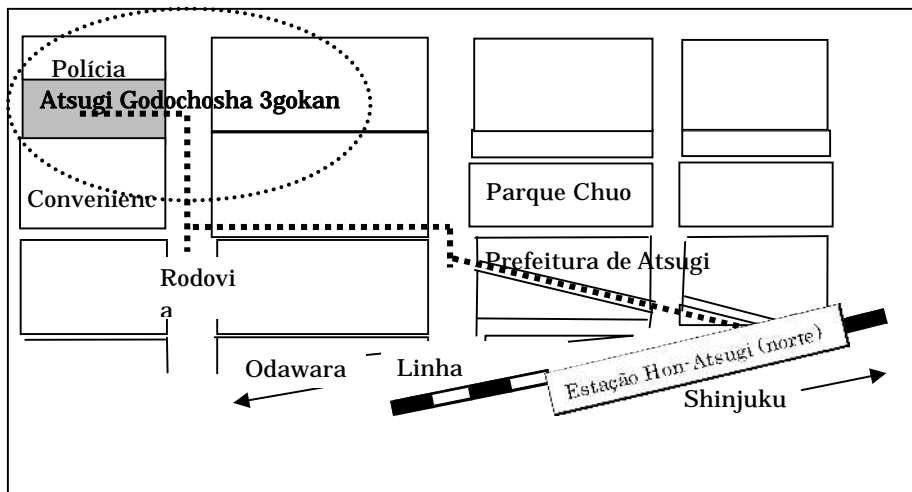 Polícia
Atsugi Godochosha 3gokan
Convenienc
Parque Chuo
Prefeitura de Atsugi
Rodovi
a
Odawara
Linha
Estação Hon-Atsugi (norte)
Shinjuku